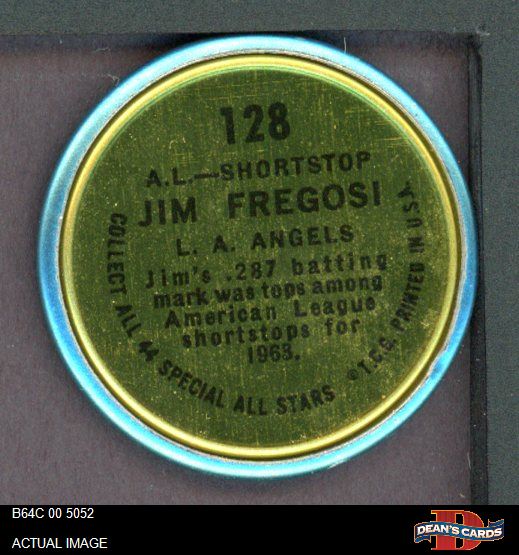 128
A.L.—SHORTSTOP
JIM FREGOSI
L. A. ANGELS
Jim's .287 batting
mark was tops among
American League
shortstops for
1963.
COLLECT ALL 44 SPECIAL ALL STARS
©T.C.G. PRINTED IN U.S.A.
B64C 00 5052
ACTUAL IMAGE
D
DEAN'S CARDS